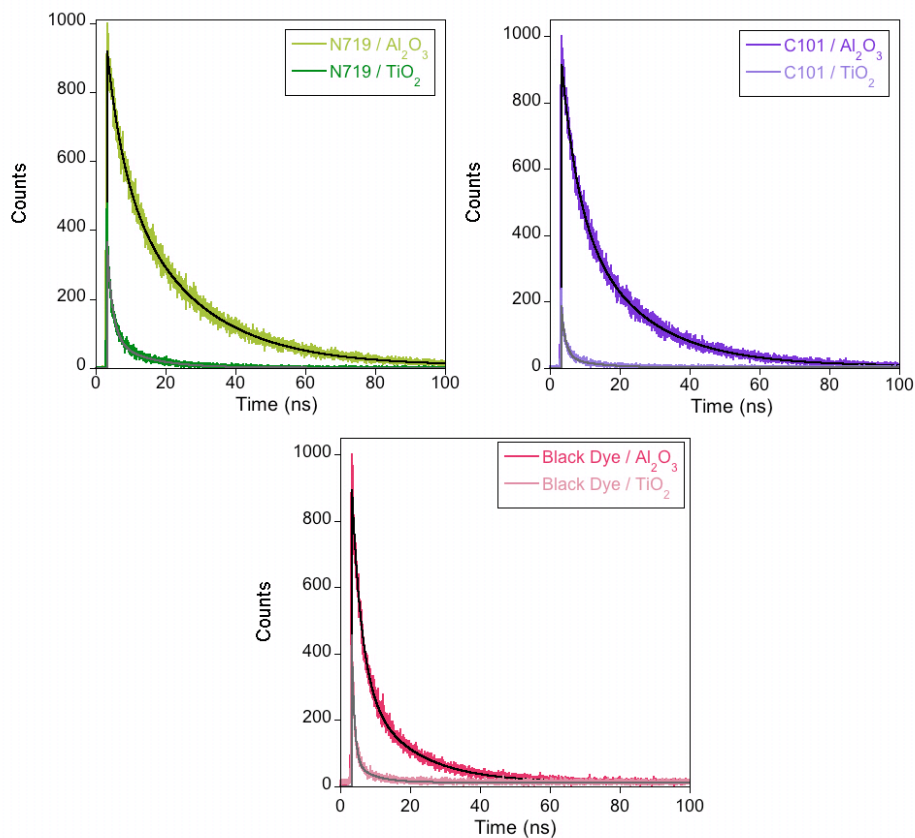 1000
800
600
400
200
0
Counts
N719 / Al₂O₃
N719 / TiO₂
0 20 40 60 80 100
Time (ns)
1000
800
600
400
200
0
Counts
C101 / Al₂O₃
C101 / TiO₂
0 20 40 60 80 100
Time (ns)
1000
800
600
400
200
0
Counts
Black Dye / Al₂O₃
Black Dye / TiO₂
0 20 40 60 80 100
Time (ns)